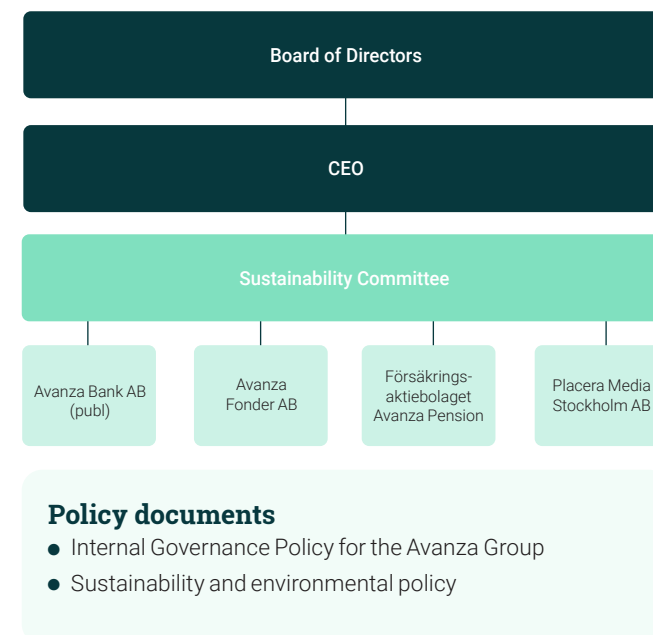 Board of Directors
CEO
Sustainability Committee
Avanza Bank AB
(publ)
Avanza
Fonder AB
Försäkrings-
aktiebolaget
Avanza Pension
Placera Media
Stockholm AB
Policy documents
Internal Governance Policy for the Avanza Group
Sustainability and environmental policy